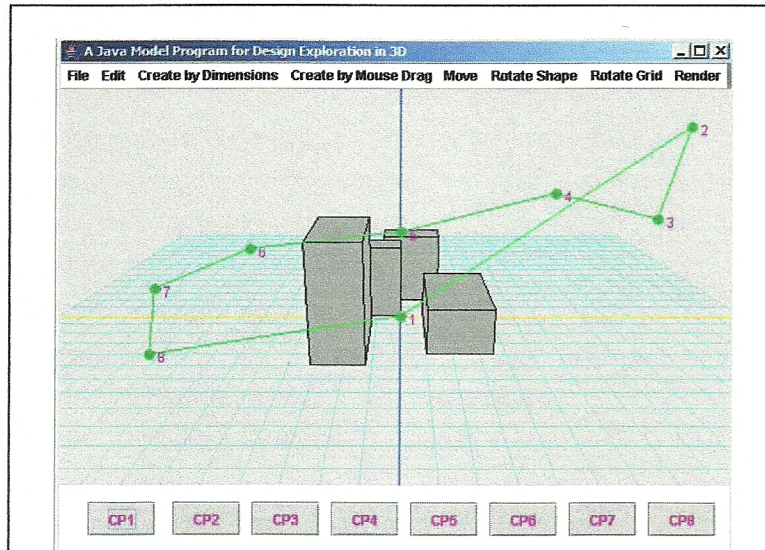 A Java Model Program for Design Exploration in 3D
File Edit Create by Dimensions Create by Mouse Drag Move Rotate Shape Rotate Grid Render
2
4
3
5
6
7
1
8
CP1 CP2 CP3 CP4 CP5 CP6 CP7 CP8